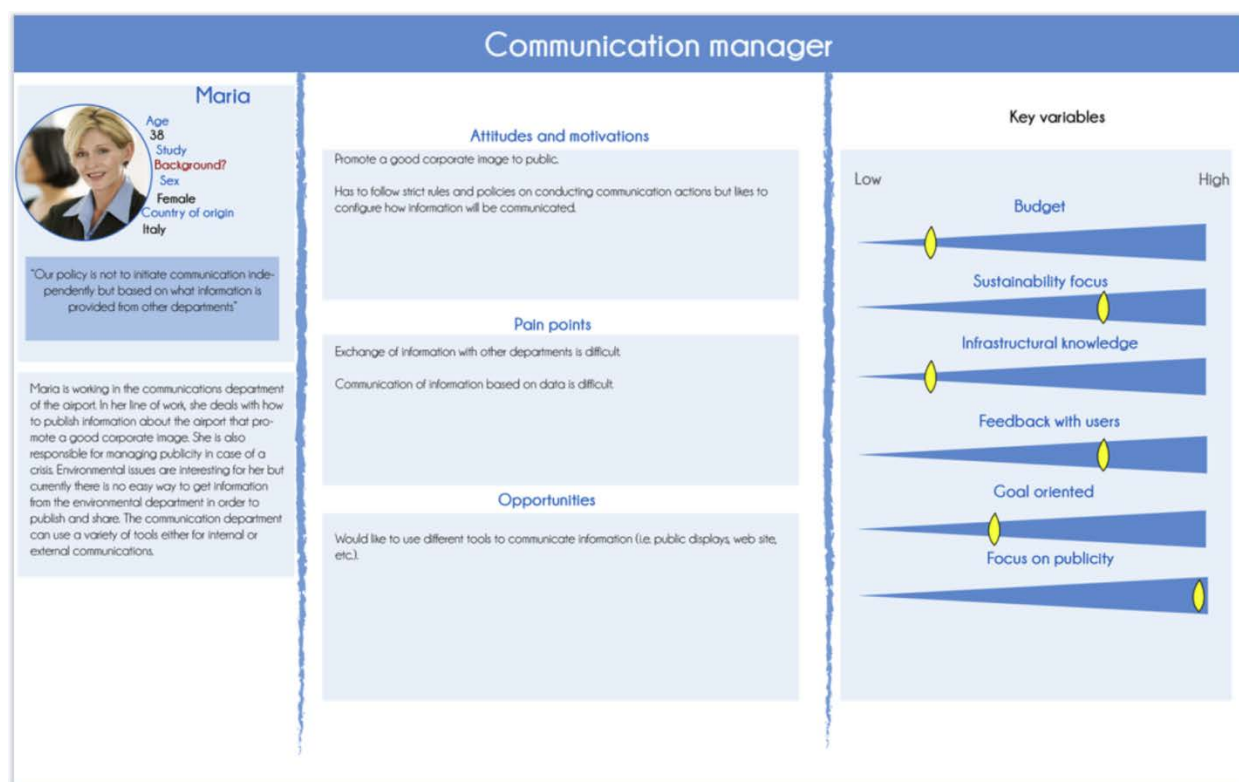 Communication manager
Maria
Age
38
Study
Background?
Sex
Female
Country of origin
Italy
"Our policy is not to initiate communication inde-
pendently but based on what information is
provided from other departments"
Maria is working in the communications department
of the airport. In her line of work, she deals with how
to publish information about the airport that pro-
mote a good corporate image. She is also
responsible for managing publicity in case of a
crisis. Environmental issues are interesting for her but
currently there is no easy way to get information
from the environmental department in order to
publish and share. The communication department
can use a variety of tools either for internal or
external communications.
Attitudes and motivations
Promote a good corporate image to public.
Has to follow strict rules and policies on conducting communication actions but likes to
configure how information will be communicated.
Pain points
Exchange of information with other departments is difficult.
Communication of information based on data is difficult.
Opportunities
Would like to use different tools to communicate information (i.e. public displays, web site,
etc.).
Key variables
Low High
Budget
Sustainability focus
Infrastructural knowledge
Feedback with users
Goal oriented
Focus on publicity